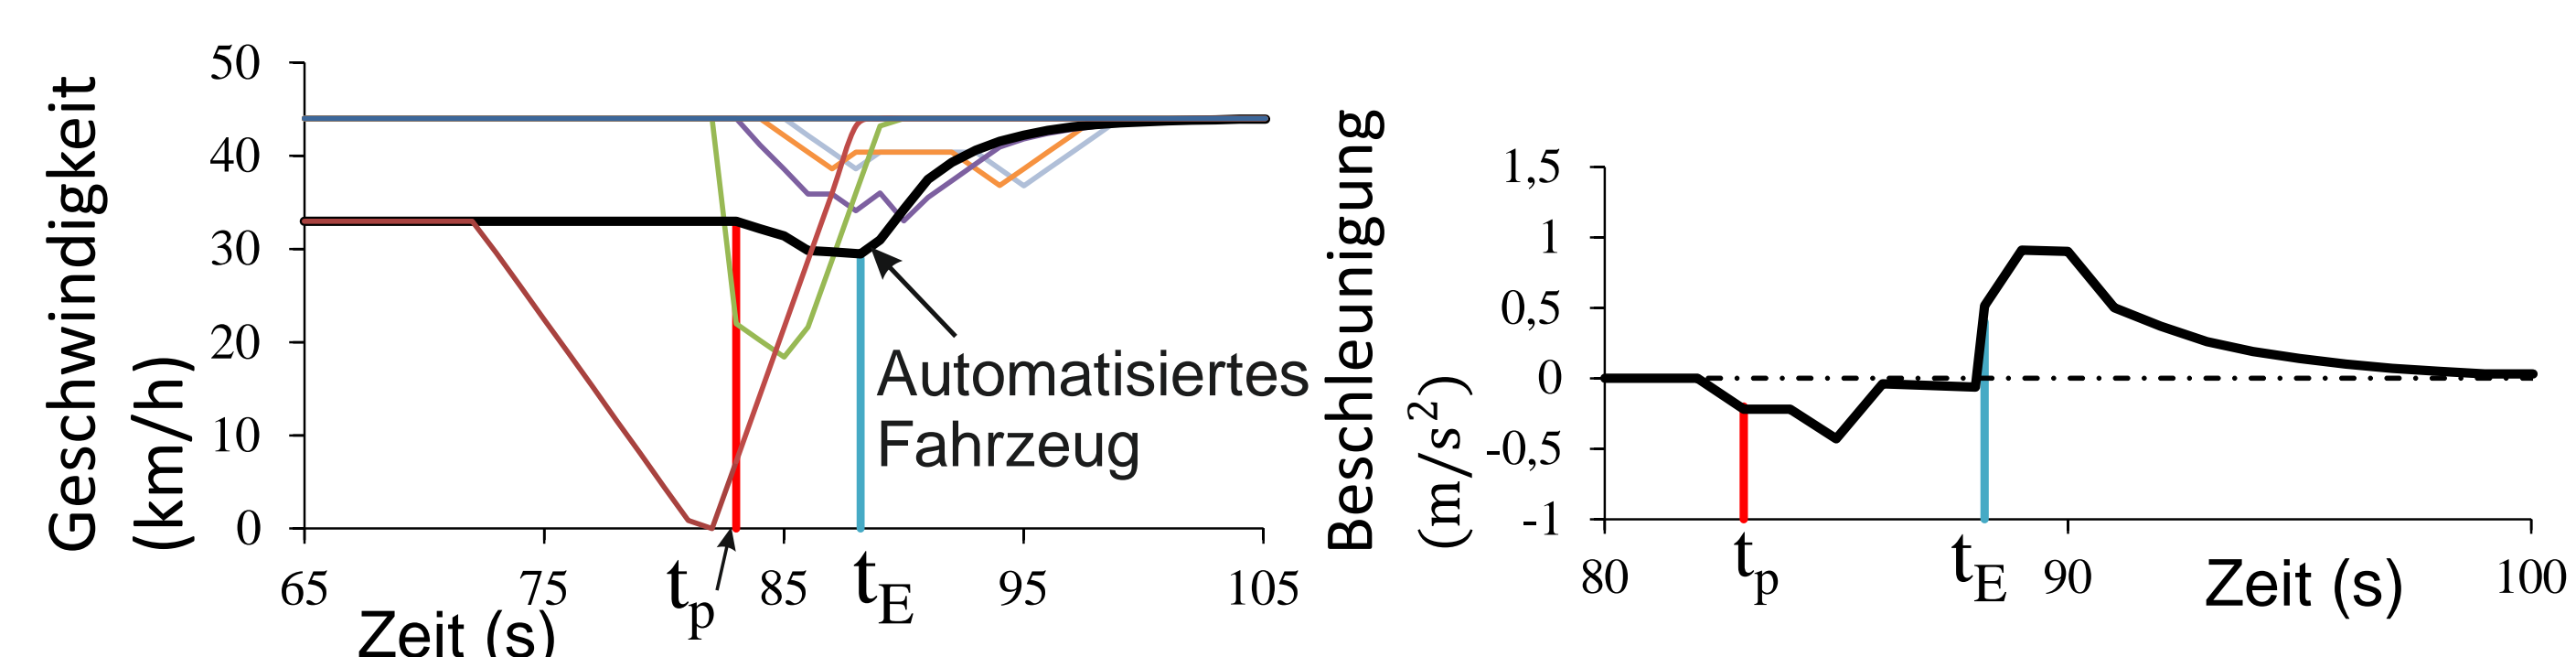 Geschwindigkeit
(km/h)
50
40
30
20
10
0
65
75
85
95
105
tp
tE
Zeit (s)
Automatisiertes
Fahrzeug
Beschleunigung
(m/s²)
1,5
1
0,5
0
-0,5
-1
80
tp
tE
90
Zeit (s)
100